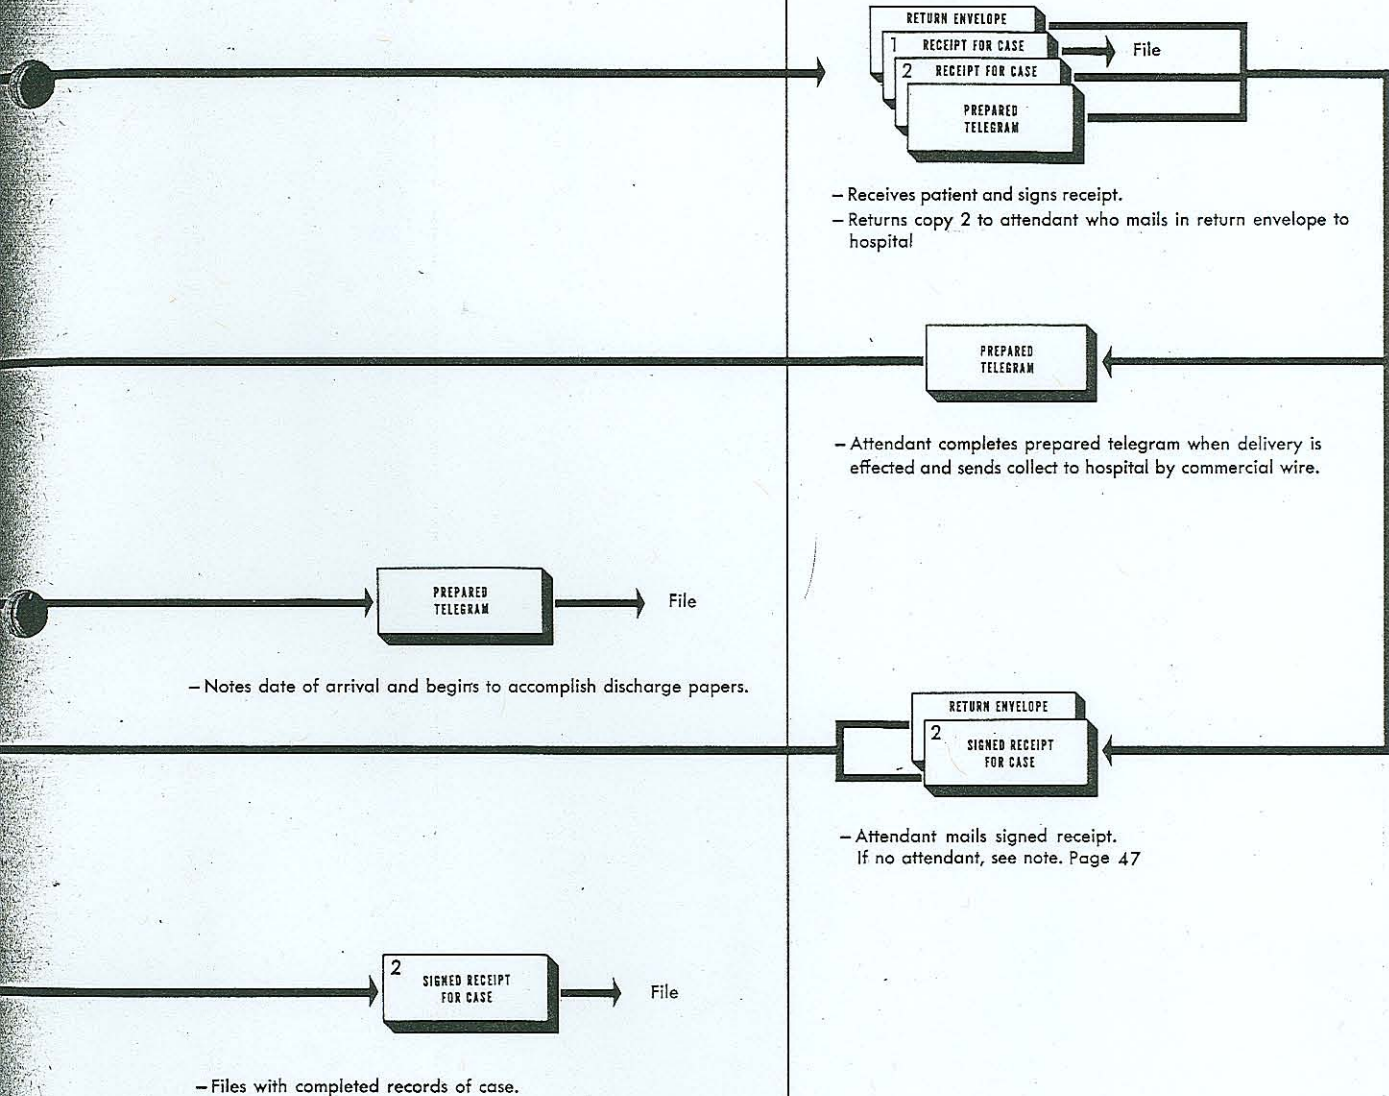 RETURN ENVELOPE
1 RECEIPT FOR CASE
File
2 RECEIPT FOR CASE
PREPARED
TELEGRAM
– Receives patient and signs receipt.
– Returns copy 2 to attendant who mails in return envelope to
hospital
PREPARED
TELEGRAM
– Attendant completes prepared telegram when delivery is
effected and sends collect to hospital by commercial wire.
PREPARED
TELEGRAM
File
– Notes date of arrival and begins to accomplish discharge papers.
RETURN ENVELOPE
2 SIGNED RECEIPT
FOR CASE
– Attendant mails signed receipt.
If no attendant, see note. Page 47
2 SIGNED RECEIPT
FOR CASE
File
– Files with completed records of case.